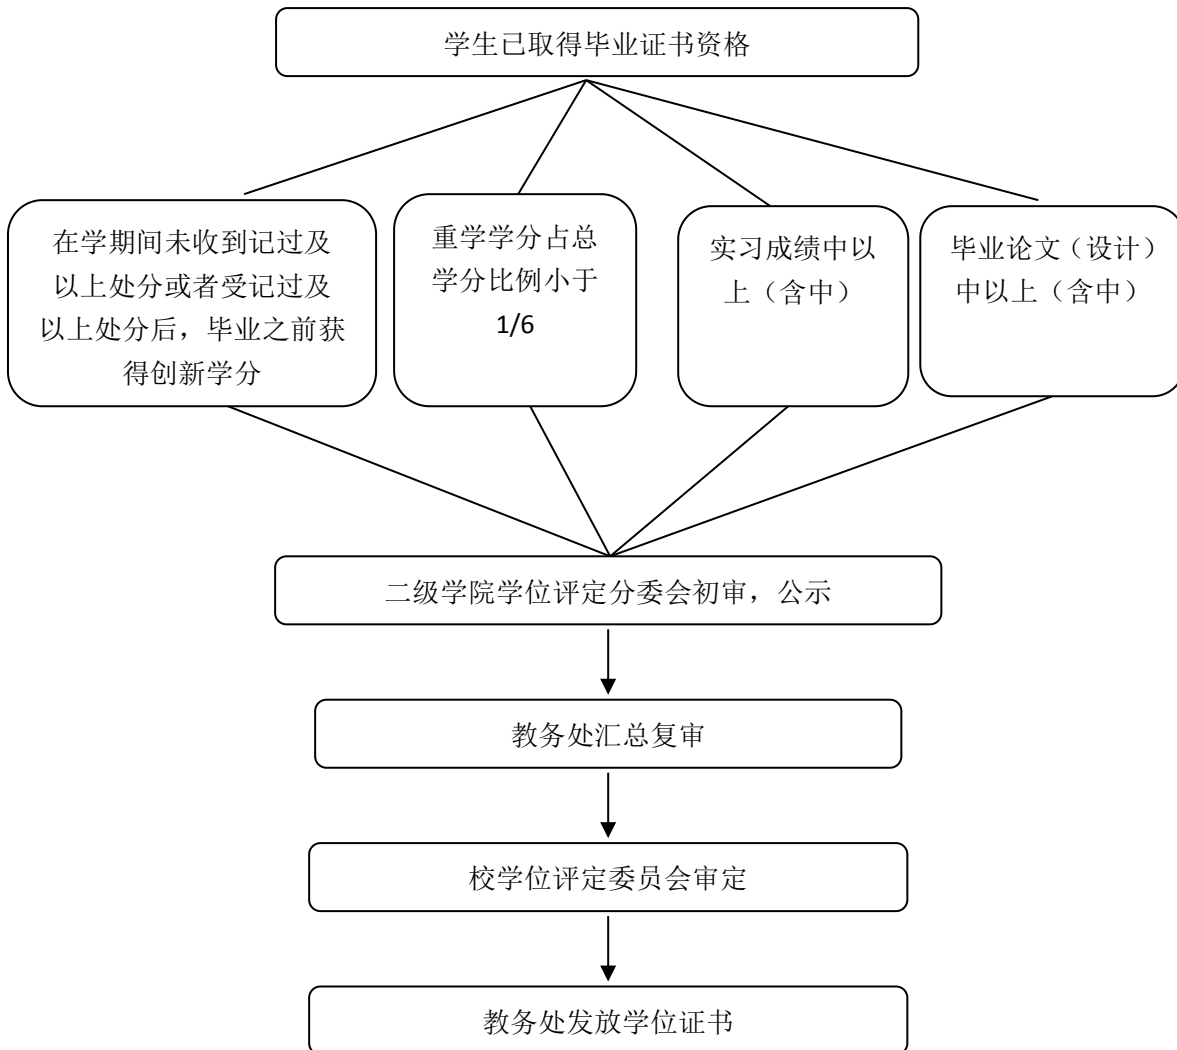 学生已取得毕业证书资格
在学期间未收到记过及
以上处分或者受记过及
以上处分后，毕业之前获
得创新学分
重学学分占总
学分比例小于
1/6
实习成绩中以
上（含中）
毕业论文（设计）
中以上（含中）
二级学院学位评定分委会初审，公示
教务处汇总复审
校学位评定委员会审定
教务处发放学位证书